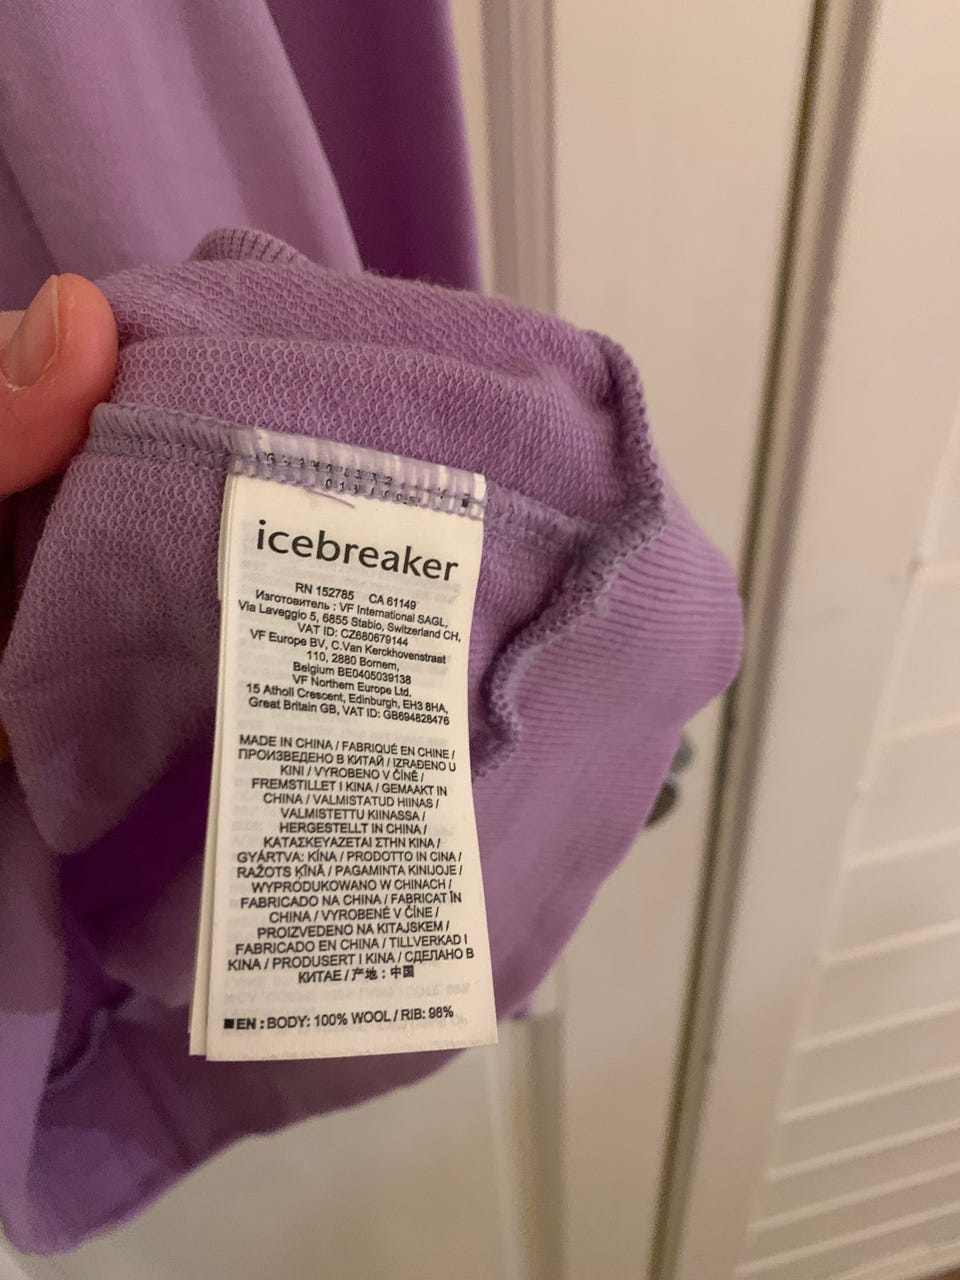 icebreaker
RN 152785 CA 61149
Изготовитель : VF International SAGL,
Via Laveggio 5, 6855 Stabio, Switzerland CH,
VAT ID: CZ680679144
VF Europe BV, C.Van Kerckhovenstraat
110, 2880 Bornem,
Belgium BE0405039138
VF Northern Europe Ltd.
15 Atholl Crescent, Edinburgh, EH3 8HA,
Great Britain GB, VAT ID: GB694828476
MADE IN CHINA / FABRIQUÉ EN CHINE /
ПРОИЗВЕДЕНО В КИТАЙ / IZRAĐENO U
KINI / VYROBENO V ČÍNĚ /
FREMSTILLET I KINA / GEMAAKT IN
CHINA / VALMISTATUD HIINAS /
VALMISTETTU KIINASSA /
HERGESTELLT IN CHINA /
ΚΑΤΑΣΚΕΥΑΖΕΤΑΙ ΣΤΗΝ ΚΙΝΑ /
GYÁRTVA: KÍNA / PRODOTTO IN CINA /
RAŽOTS ĶĪNĀ / PAGAMINTA KINIJOJE /
WYPRODUKOWANO W CHINACH /
FABRICADO NA CHINA / FABRICAT ÎN
CHINA / VYROBENÉ V ČÍNE /
PROIZVEDENO NA KITAJSKEM /
FABRICADO EN CHINA / TILLVERKAD I
KINA / PRODUSERT I KINA / СДЕЛАНО В
КИТАЕ / 产地 : 中国
■EN : BODY: 100% WOOL / RIB: 98%